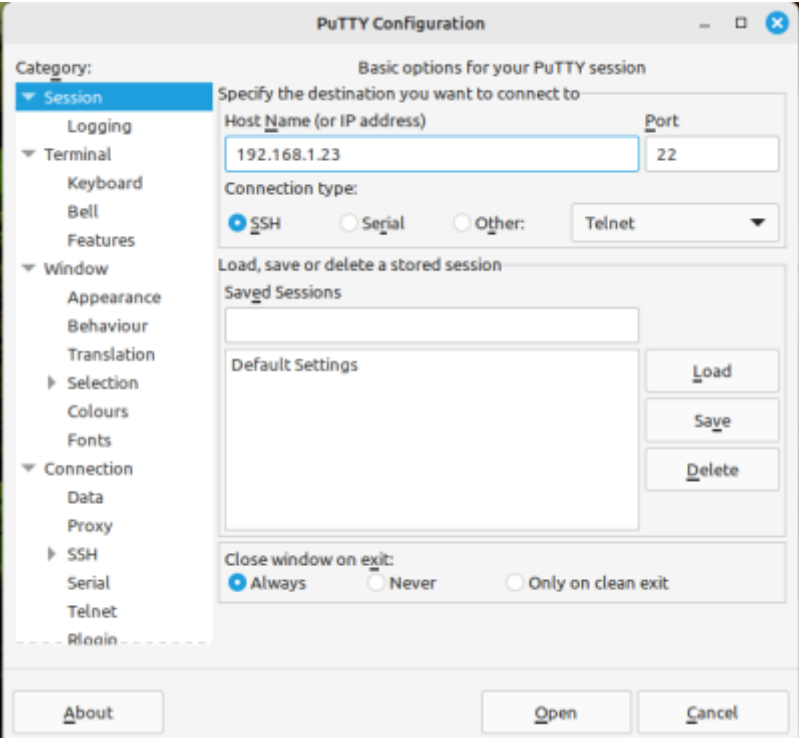 PuTTY Configuration
Category:
Session
Logging
Terminal
Keyboard
Bell
Features
Window
Appearance
Behaviour
Translation
Selection
Colours
Fonts
Connection
Data
Proxy
SSH
Serial
Telnet
Rlogin
Basic options for your PuTTY session
Specify the destination you want to connect to
Host Name (or IP address) Port
192.168.1.23 22
Connection type:
SSH Serial Other: Telnet
Load, save or delete a stored session
Saved Sessions
Default Settings
Load
Save
Delete
Close window on exit:
Always Never Only on clean exit
About Open Cancel